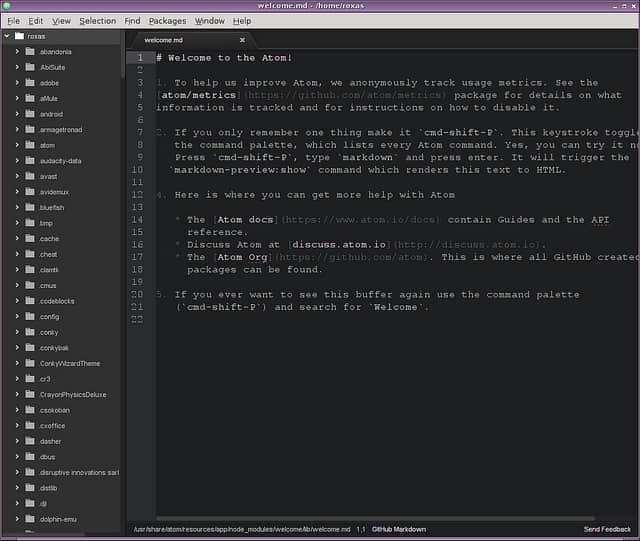 welcome.md - /home/roxas
File Edit View Selection Find Packages Window Help
roxas
.abandonia
.AbiSuite
.adobe
.aMule
.android
.armagetronad
.atom
.audacity-data
.avast
.avidemux
.bluefish
.bmp
.cache
.cheat
.clamtk
.cmus
.codeblocks
.config
.conky
.conkybak
.ConkyWizardTheme
.cr3
.CrayonPhysicsDeluxe
.csokoban
.cxoffice
.dasher
.dbus
.disruptive innovations sarl
.distlib
.djl
.dolphin-emu
welcome.md
1 # Welcome to the Atom!
2
3 1. To help us improve Atom, we anonymously track usage metrics. See the
4 [atom/metrics](https://github.com/atom/metrics) package for details on what
5 information is tracked and for instructions on how to disable it.
6
7 2. If you only remember one thing make it `cmd-shift-P`. This keystroke toggle
8 the command palette, which lists every Atom command. Yes, you can try it no
9 Press `cmd-shift-P`, type `markdown` and press enter. It will trigger the
10 `markdown-preview:show` command which renders this text to HTML.
11
12 4. Here is where you can get more help with Atom
13
14 * The [Atom docs](https://www.atom.io/docs) contain Guides and the API
15 reference.
16 * Discuss Atom at [discuss.atom.io](http://discuss.atom.io).
17 * The [Atom Org](https://github.com/atom). This is where all GitHub created
18 packages can be found.
19
20 5. If you ever want to see this buffer again use the command palette
21 (`cmd-shift-P`) and search for `Welcome`.
22
/usr/share/atom/resources/app/node_modules/welcome/lib/welcome.md 1,1 GitHub Markdown Send Feedback